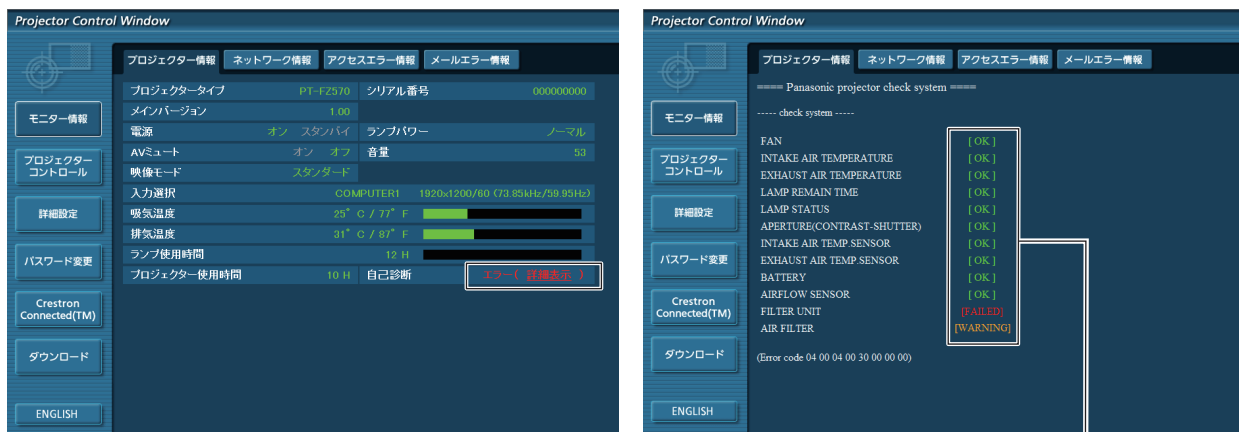 Projector Control Window
プロジェクター情報 ネットワーク情報 アクセスエラー情報 メールエラー情報
モニター情報
プロジェクター
コントロール
詳細設定
パスワード変更
Crestron
Connected(TM)
ダウンロード
ENGLISH
プロジェクタータイプ PT-FZ570 シリアル番号 000000000
メインバージョン 1.00
電源 オン スタンバイ ランプパワー ノーマル
AVミュート オン オフ 音量 53
映像モード スタンダード
入力選択 COMPUTER1 1920x1200/60 (73.85kHz/59.95Hz)
吸気温度 25° C / 77° F
排気温度 31° C / 87° F
ランプ使用時間 12 H
プロジェクター使用時間 10 H 自己診断 エラー( 詳細表示 )
Projector Control Window
プロジェクター情報 ネットワーク情報 アクセスエラー情報 メールエラー情報
モニター情報
プロジェクター
コントロール
詳細設定
パスワード変更
Crestron
Connected(TM)
ダウンロード
ENGLISH
==== Panasonic projector check system ====
----- check system -----
FAN [ OK ]
INTAKE AIR TEMPERATURE [ OK ]
EXHAUST AIR TEMPERATURE [ OK ]
LAMP REMAIN TIME [ OK ]
LAMP STATUS [ OK ]
APERTURE(CONTRAST-SHUTTER) [ OK ]
INTAKE AIR TEMP.SENSOR [ OK ]
EXHAUST AIR TEMP.SENSOR [ OK ]
BATTERY [ OK ]
AIRFLOW SENSOR [ OK ]
FILTER UNIT [FAILED]
AIR FILTER [WARNING]
(Error code 04 00 04 00 30 00 00 00)